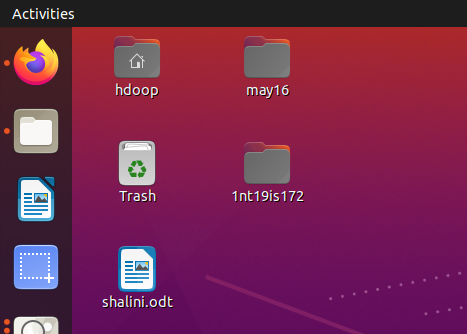 Activities
hdoop
may16
Trash
1nt19is172
shalini.odt